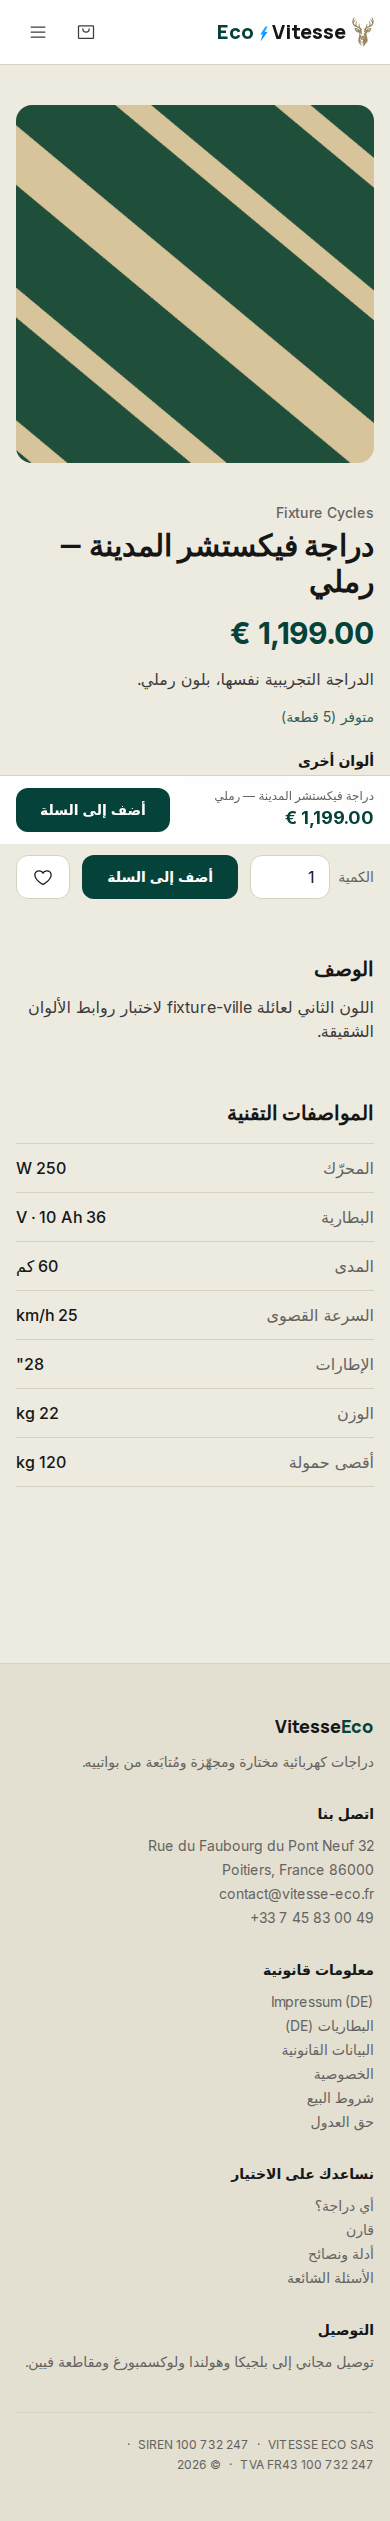 Vitesse Eco
Fixture Cycles
دراجة فيكستشر المدينة —
رملي
1,199.00 €
الدراجة التجريبية نفسها، بلون رملي.
متوفر (5 قطعة)
ألوان أخرى
دراجة فيكستشر المدينة — رملي
1,199.00 €
أضف إلى السلة
الكمية
1
أضف إلى السلة
الوصف
اللون الثاني لعائلة fixture-ville لاختبار روابط الألوان
الشقيقة.
المواصفات التقنية
المحرّك 250 W
البطارية 36 V · 10 Ah
المدى 60 كم
السرعة القصوى 25 km/h
الإطارات 28"
الوزن 22 kg
أقصى حمولة 120 kg
VitesseEco
دراجات كهربائية مختارة ومجهّزة ومُتابَعة من بواتييه.
اتصل بنا
32 Rue du Faubourg du Pont Neuf
86000 Poitiers, France
contact@vitesse-eco.fr
+33 7 45 83 00 49
معلومات قانونية
Impressum (DE)
البطاريات (DE)
البيانات القانونية
الخصوصية
شروط البيع
حق العدول
نساعدك على الاختيار
أي دراجة؟
قارن
أدلة ونصائح
الأسئلة الشائعة
التوصيل
توصيل مجاني إلى بلجيكا وهولندا ولوكسمبورغ ومقاطعة فيين.
VITESSE ECO SAS · SIREN 100 732 247 ·
TVA FR43 100 732 247 · © 2026